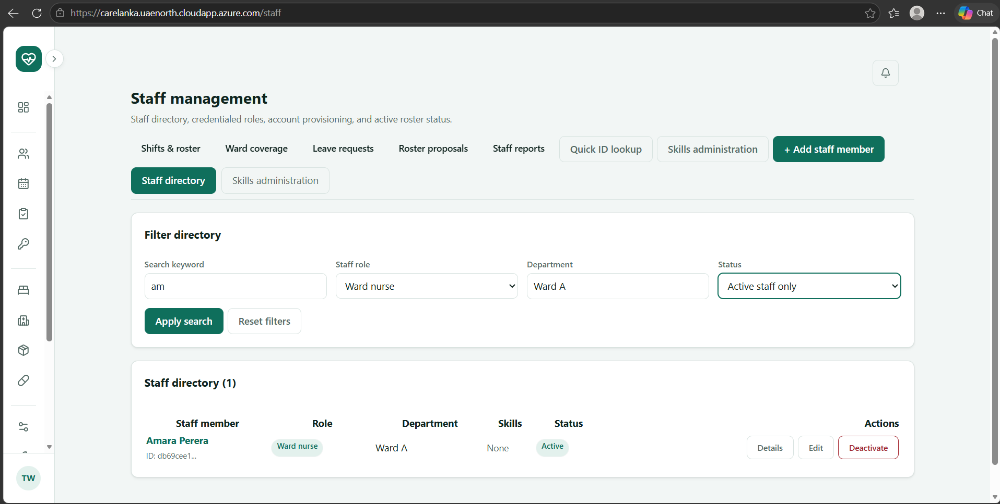 https://carelanka.uaenorth.cloudapp.azure.com/staff
Chat
Staff management
Staff directory, credentialed roles, account provisioning, and active roster status.
Shifts & roster
Ward coverage
Leave requests
Roster proposals
Staff reports
Quick ID lookup
Skills administration
+ Add staff member
Staff directory
Skills administration
Filter directory
Search keyword
Staff role
Department
Status
am
Ward nurse
Ward A
Active staff only
Apply search
Reset filters
Staff directory (1)
Staff member
Role
Department
Skills
Status
Actions
Amara Perera
ID: db69cee1...
Ward nurse
Ward A
None
Active
Details
Edit
Deactivate
TW